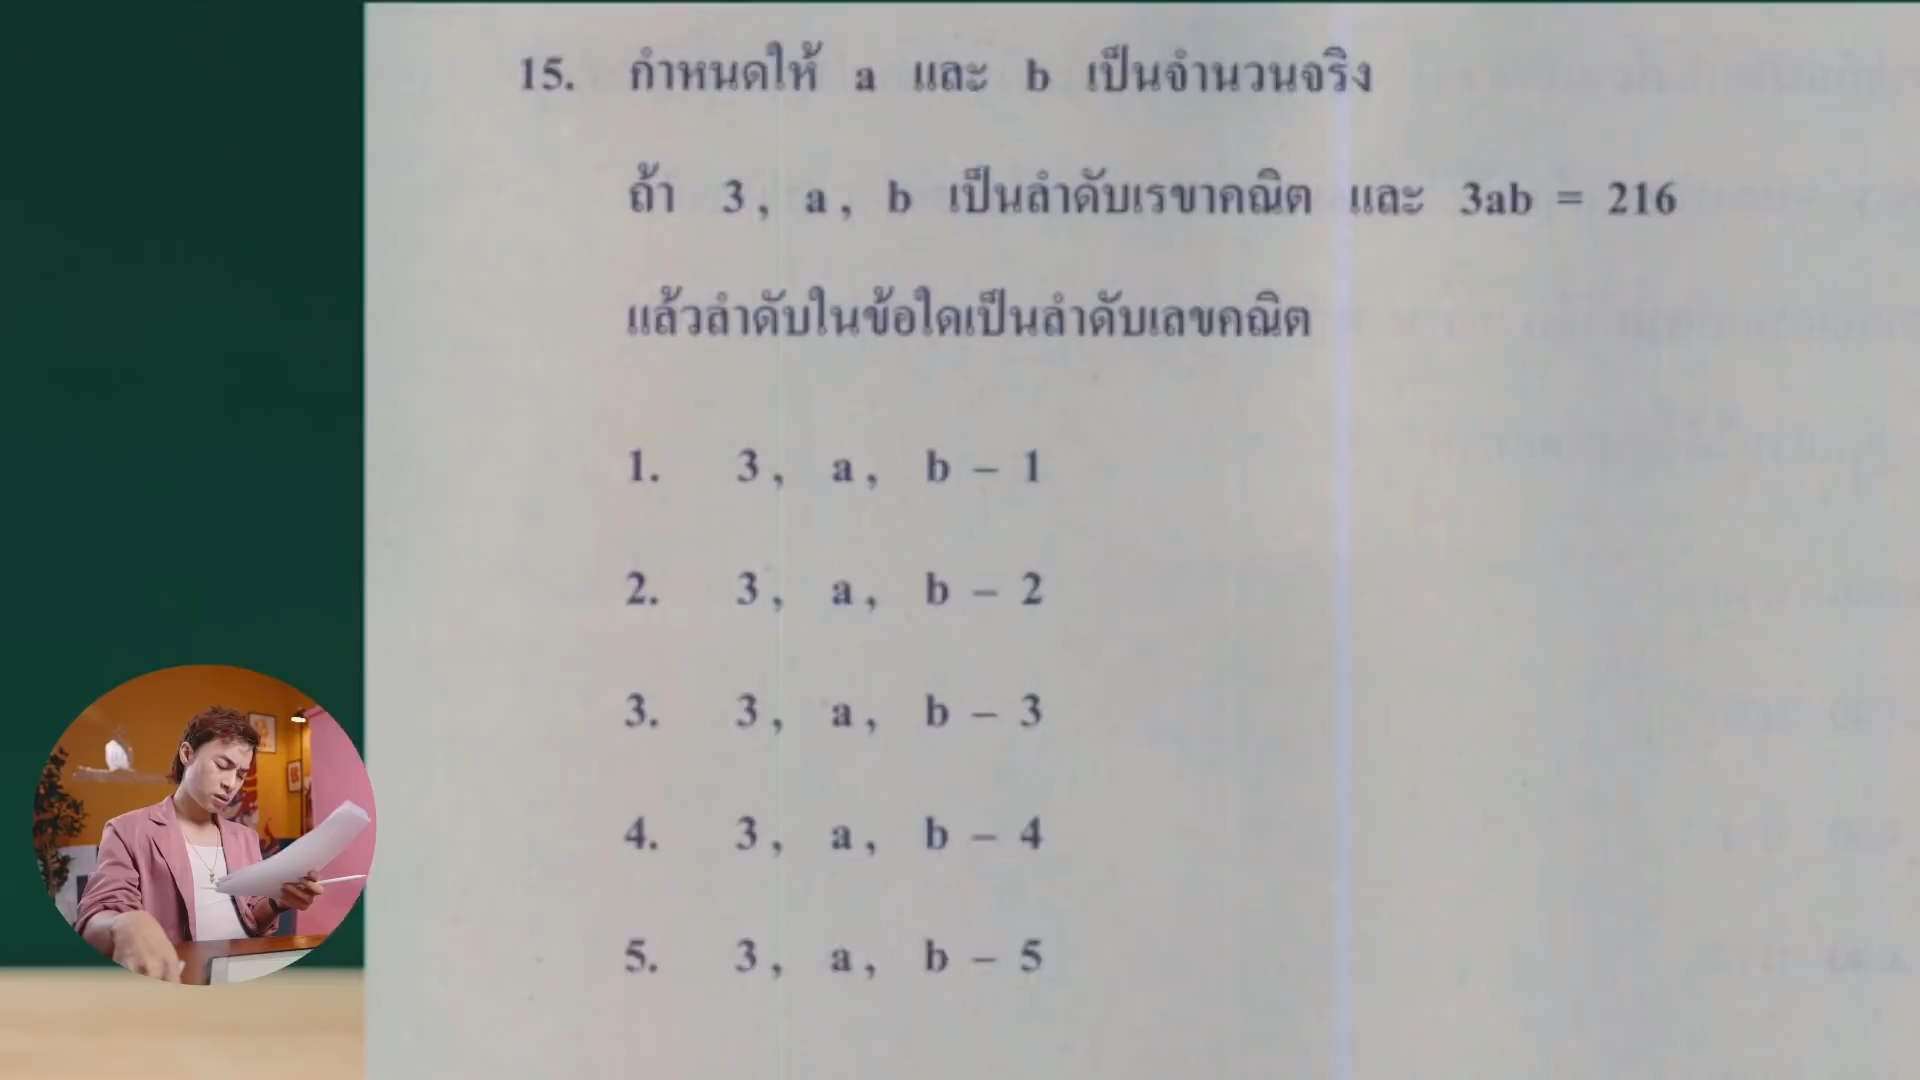 15. กำหนดให้ a และ b เป็นจำนวนจริง
ถ้า 3 , a , b เป็นลำดับเรขาคณิต และ 3ab = 216
แล้วลำดับในข้อใดเป็นลำดับเลขคณิต
1. 3 , a , b – 1
2. 3 , a , b – 2
3. 3 , a , b – 3
4. 3 , a , b – 4
5. 3 , a , b – 5